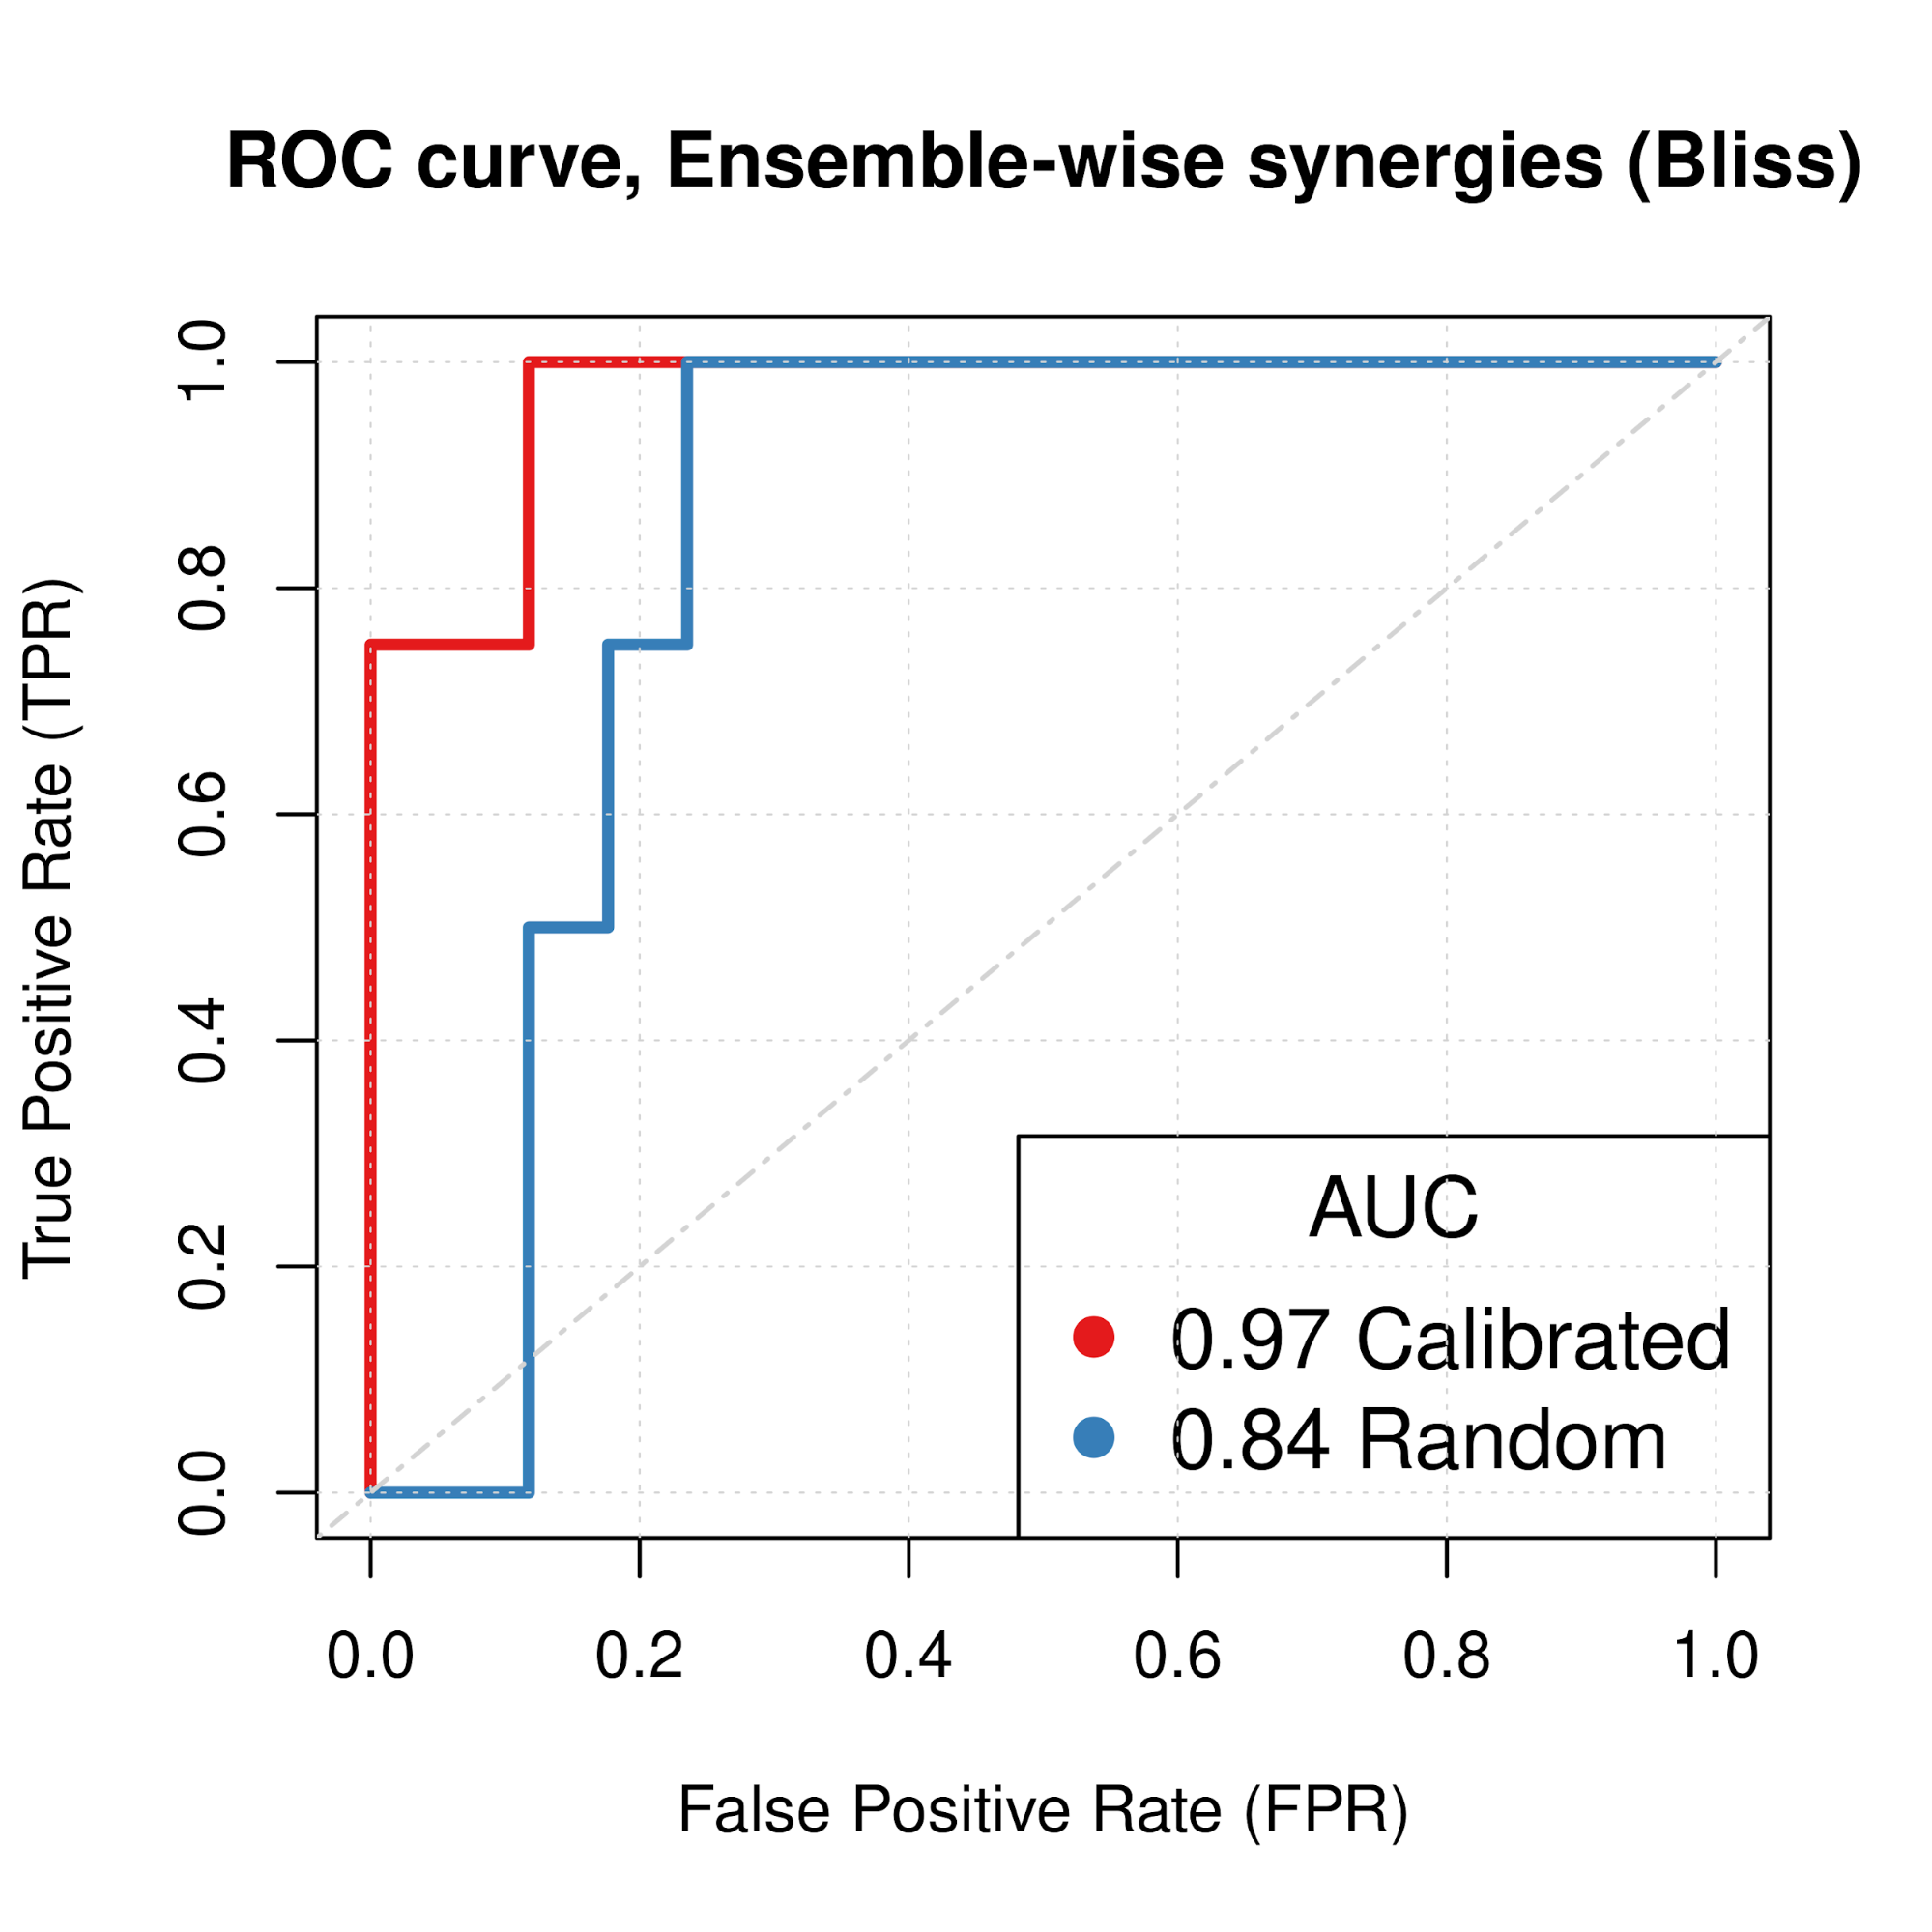 ROC curve, Ensemble-wise synergies (Bliss)
True Positive Rate (TPR)
1.0
0.8
0.6
0.4
0.2
0.0
AUC
0.97 Calibrated
0.84 Random
0.0 0.2 0.4 0.6 0.8 1.0
False Positive Rate (FPR)